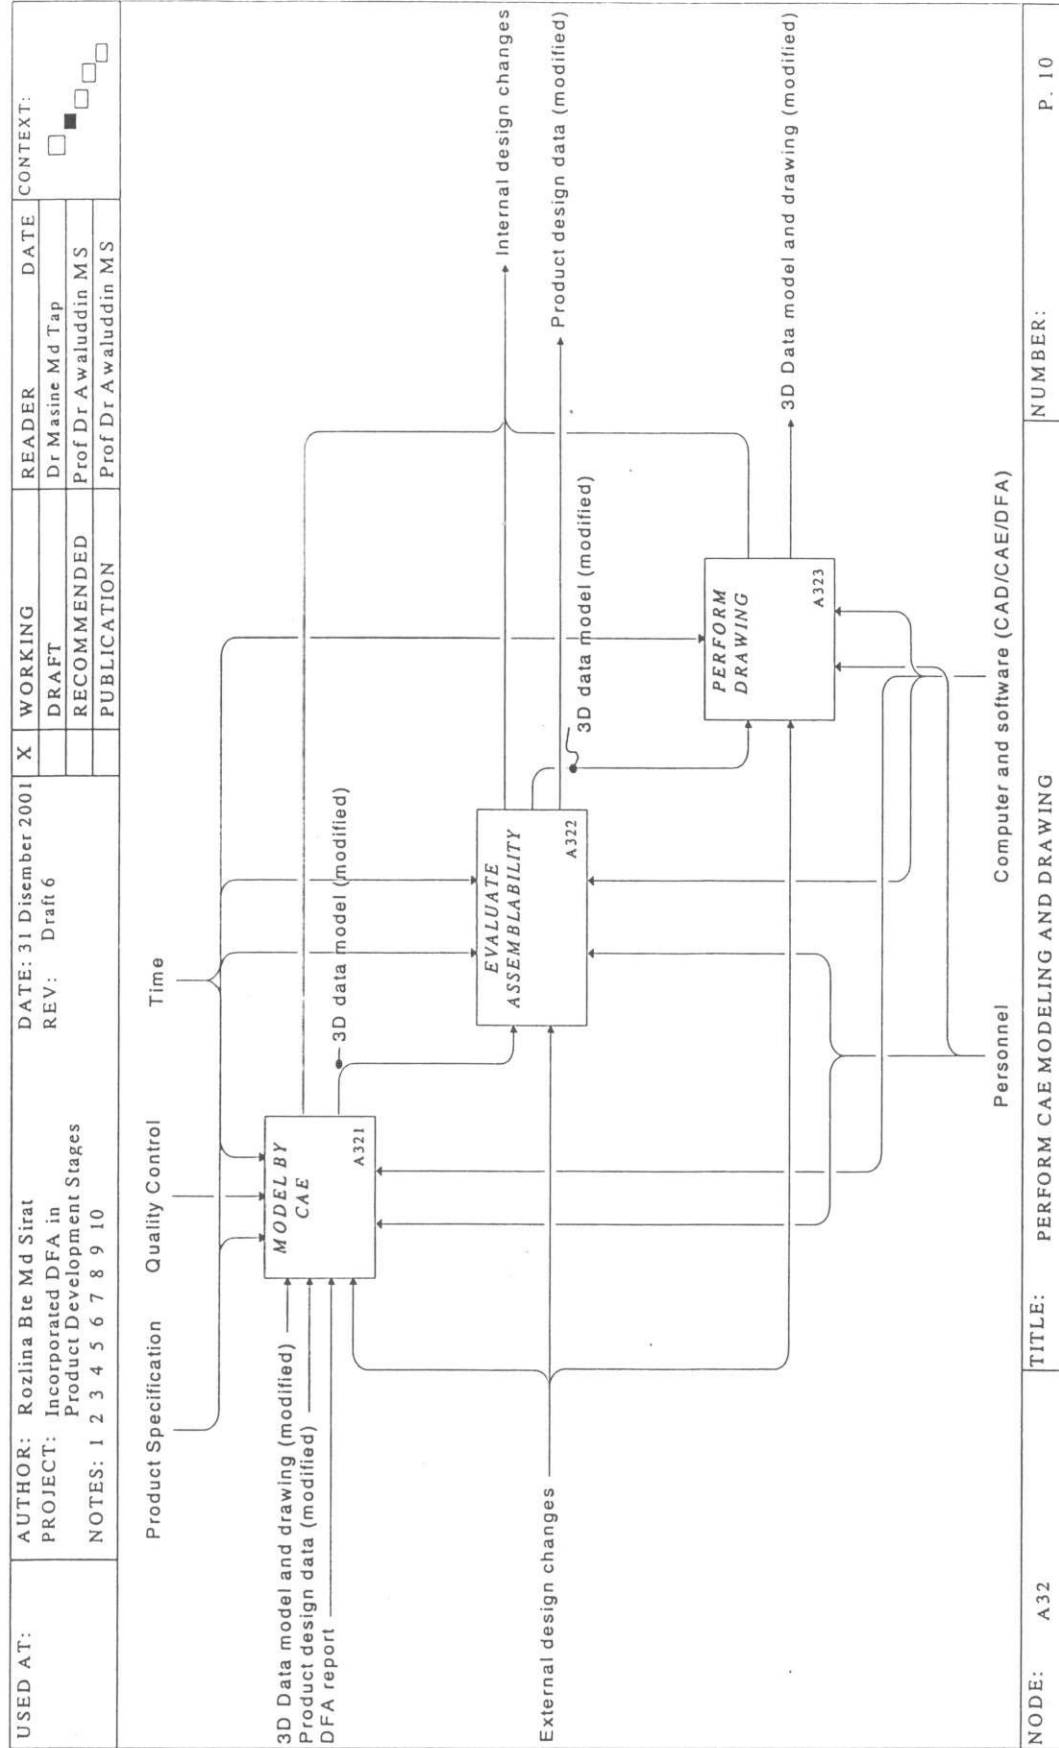 USED AT:
AUTHOR: Rozlina Bte Md Sirat
PROJECT: Incorporated DFA in
Product Development Stages
NOTES: 1 2 3 4 5 6 7 8 9 10
DATE: 31 Disember 2001
REV: Draft 6
X WORKING
DRAFT
RECOMMENDED
PUBLICATION
READER DATE
Dr Masine Md Tap
Prof Dr Awaluddin MS
Prof Dr Awaluddin MS
CONTEXT:
Product Specification
Quality Control
Time
3D Data model and drawing (modified)
Product design data (modified)
DFA report
MODEL BY
CAE
A321
3D data model (modified)
External design changes
EVALUATE
ASSEMBLABILITY
A322
3D data model (modified)
PERFORM
DRAWING
A323
Internal design changes
Product design data (modified)
3D Data model and drawing (modified)
Personnel
Computer and software (CAD/CAE/DFA)
NODE: A32
TITLE: PERFORM CAE MODELING AND DRAWING
NUMBER: P. 10